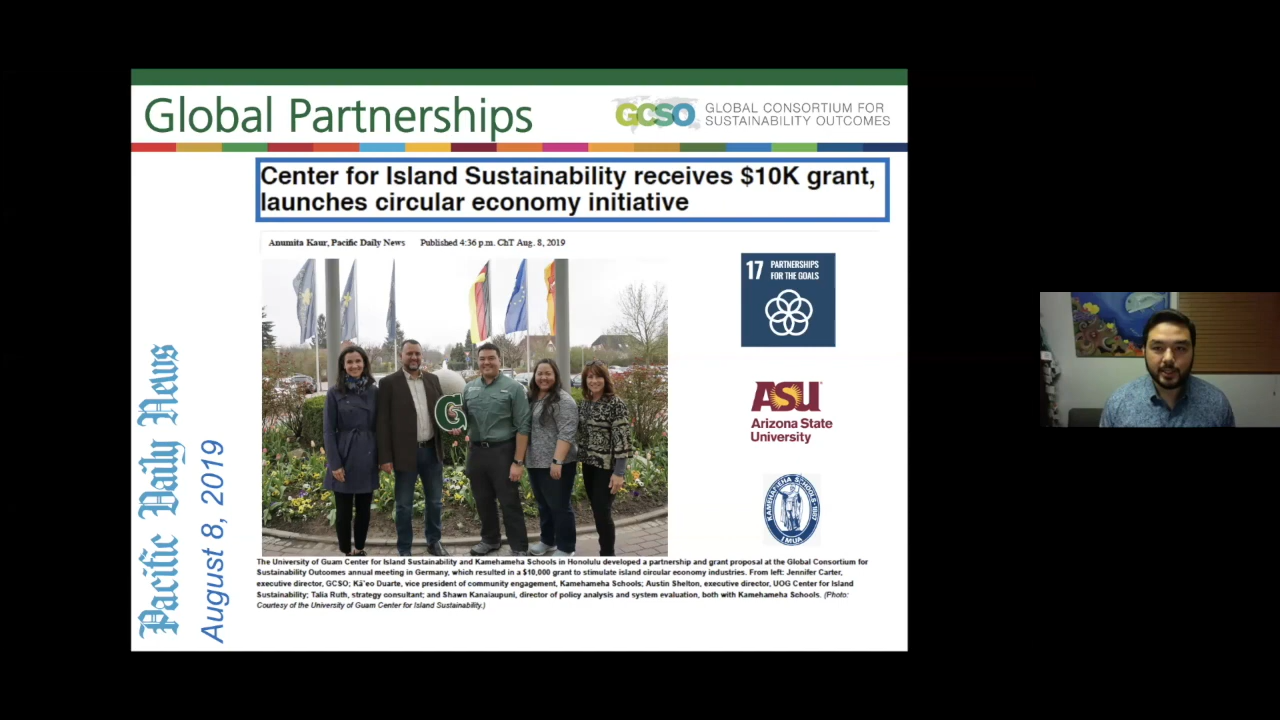 Global Partnerships
GCSO
GLOBAL CONSORTIUM FOR
SUSTAINABILITY OUTCOMES
Center for Island Sustainability receives $10K grant,
launches circular economy initiative
Anumita Kaur, Pacific Daily News Published 4:36 p.m. ChT Aug. 8, 2019
G
17 PARTNERSHIPS
FOR THE GOALS
ASU
Arizona State
University
KAMEHAMEHA SCHOOLS 1887
IMUA
Pacific Daily News
August 8, 2019
The University of Guam Center for Island Sustainability and Kamehameha Schools in Honolulu developed a partnership and grant proposal at the Global Consortium for
Sustainability Outcomes annual meeting in Germany, which resulted in a $10,000 grant to stimulate island circular economy industries. From left: Jennifer Carter,
executive director, GCSO; Kā'eo Duarte, vice president of community engagement, Kamehameha Schools; Austin Shelton, executive director, UOG Center for Island
Sustainability; Talia Ruth, strategy consultant; and Shawn Kanaiaupuni, director of policy analysis and system evaluation, both with Kamehameha Schools. (Photo:
Courtesy of the University of Guam Center for Island Sustainability.)